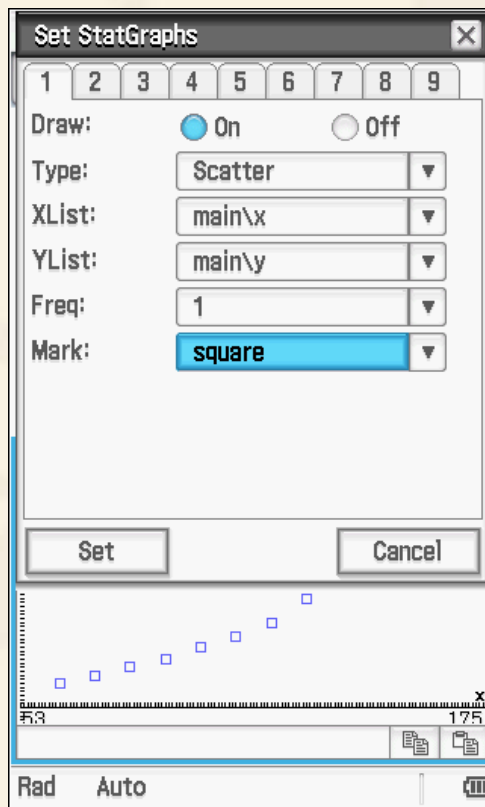 Set StatGraphs
1 2 3 4 5 6 7 8 9
Draw: On Off
Type: Scatter
XList: main\x
YList: main\y
Freq: 1
Mark: square
Set Cancel
x
53 175
Rad Auto